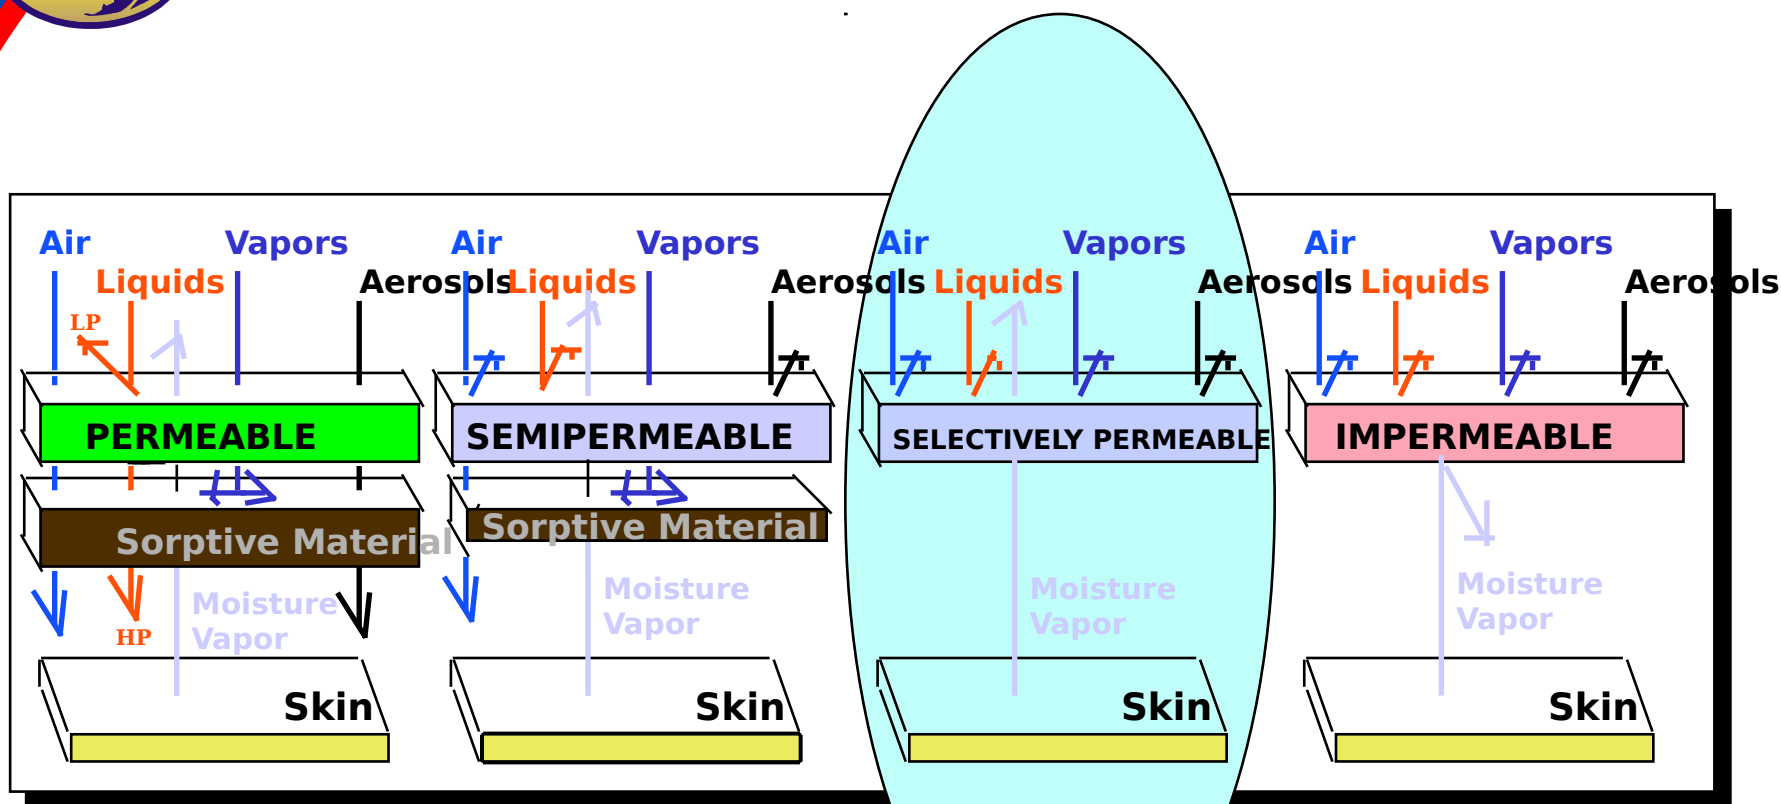 Air
Liquids
Vapors
Aerosols
LP
PERMEABLE
Sorptive Material
HP
Moisture
Vapor
Skin
Air
Liquids
Vapors
Aerosols
SEMIPERMEABLE
Sorptive Material
Moisture
Vapor
Skin
Air
Liquids
Vapors
Aerosols
SELECTIVELY PERMEABLE
Moisture
Vapor
Skin
Air
Liquids
Vapors
Aerosols
IMPERMEABLE
Moisture
Vapor
Skin